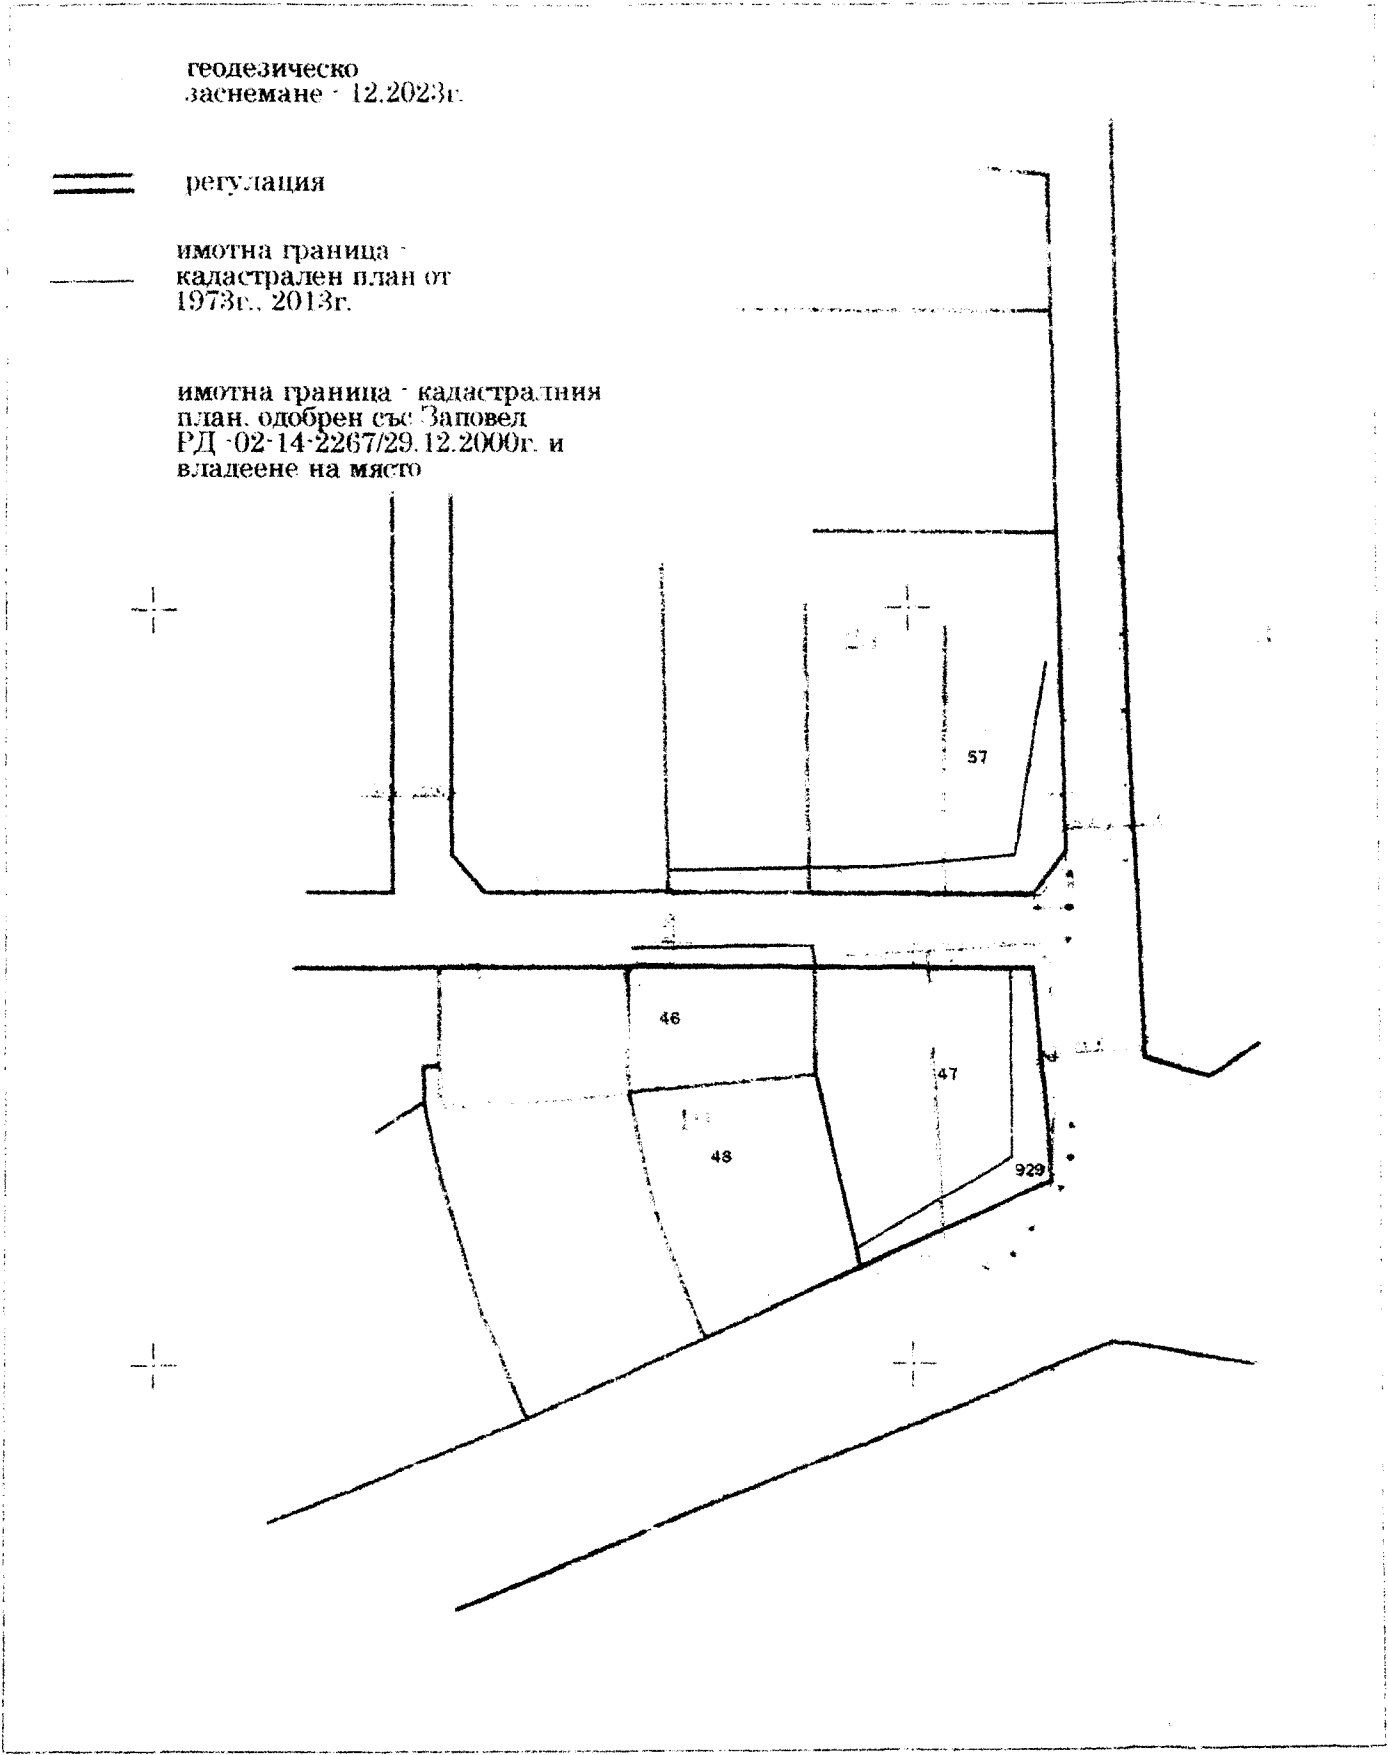 геодезическо
заснемане - 12.2023г.
регулация
имотна граница -
кадастрален план от
1973г., 2013г.
имотна граница - кадастралния
план, одобрен със Заповед
РД -02-14-2267/29.12.2000г. и
владеене на място
57
46
47
48
929